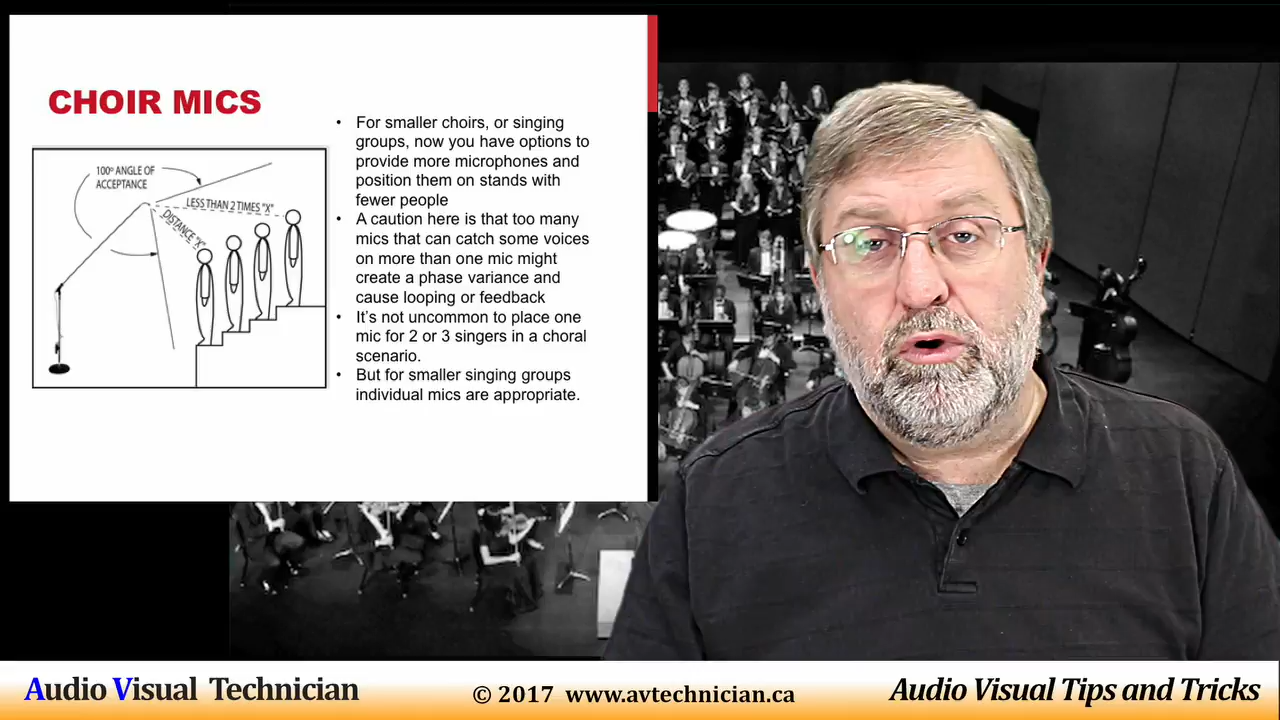 CHOIR MICS
100º ANGLE OF
ACCEPTANCE
LESS THAN 2 TIMES "X"
DISTANCE "X"
• For smaller choirs, or singing
groups, now you have options to
provide more microphones and
position them on stands with
fewer people
• A caution here is that too many
mics that can catch some voices
on more than one mic might
create a phase variance and
cause looping or feedback
• It's not uncommon to place one
mic for 2 or 3 singers in a choral
scenario.
• But for smaller singing groups
individual mics are appropriate.
Audio Visual Technician
© 2017 www.avtechnician.ca
Audio Visual Tips and Tricks